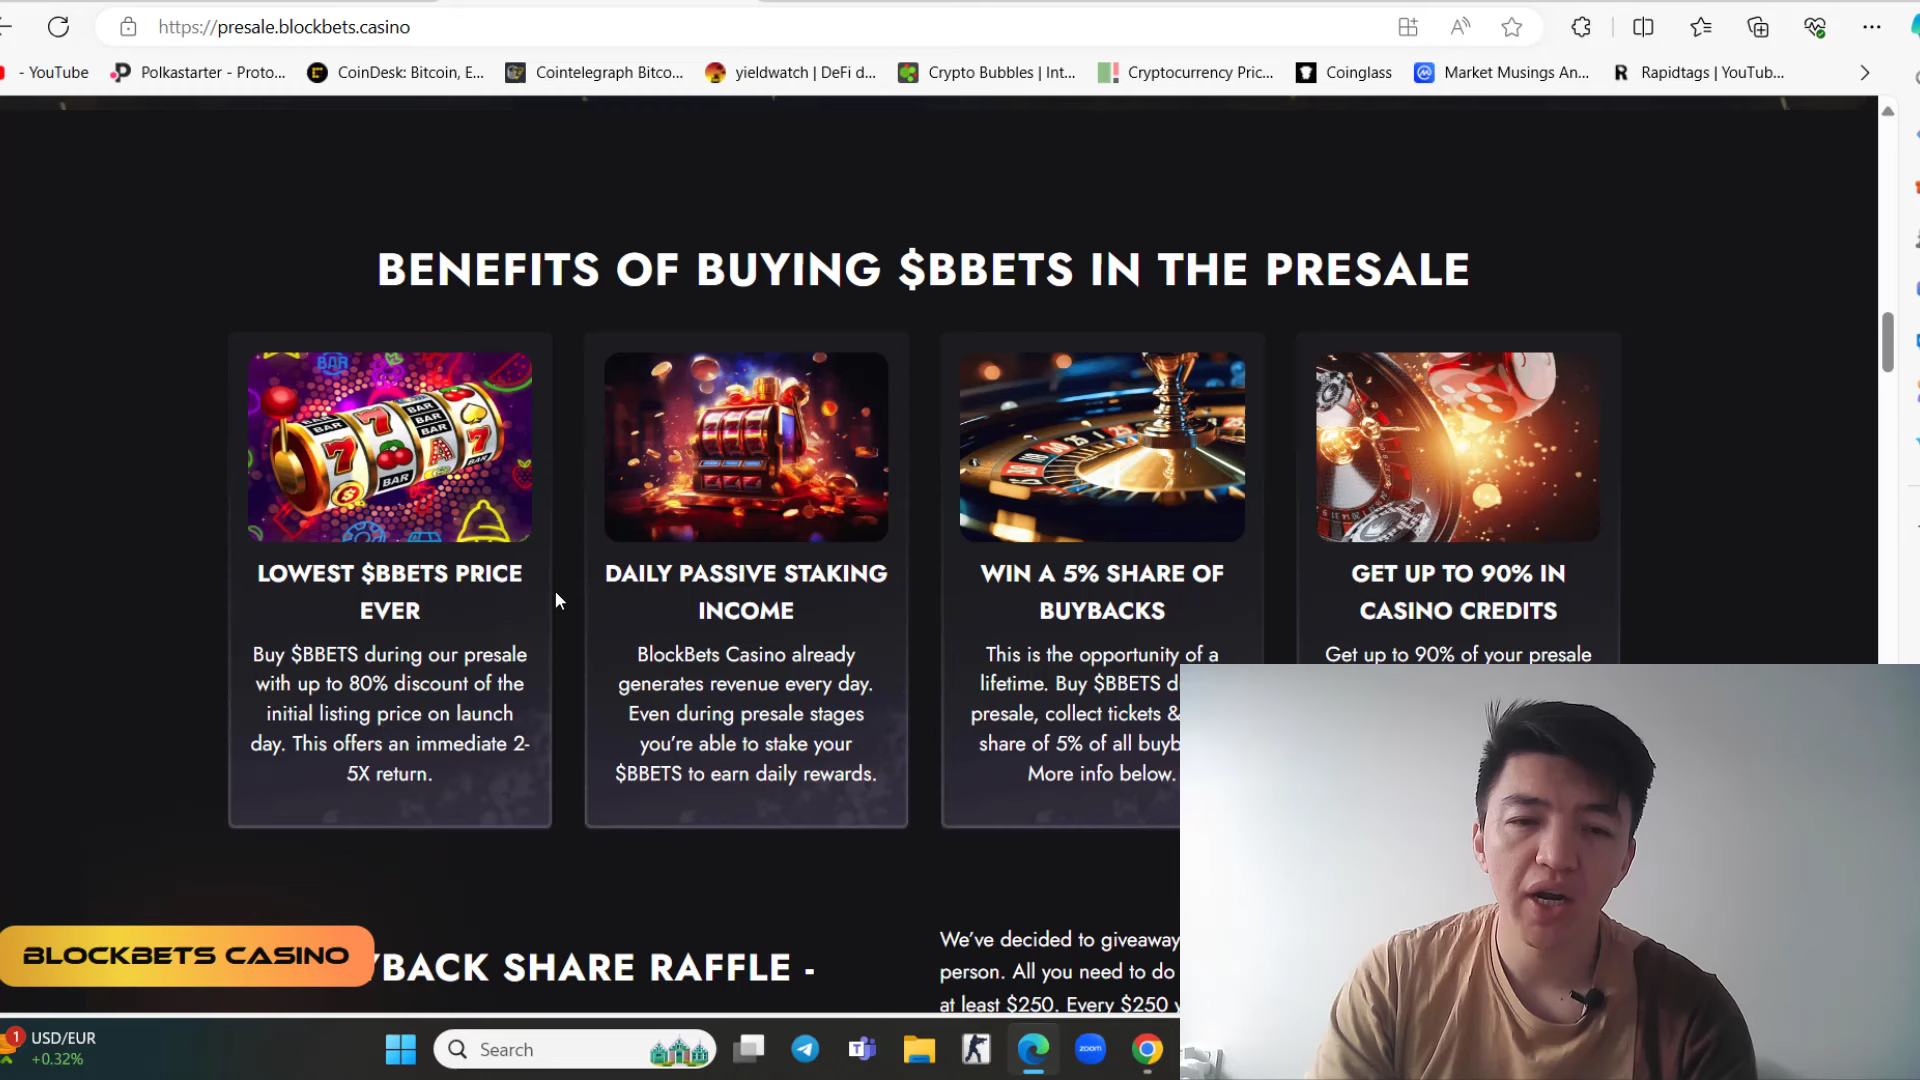 https://presale.blockbets.casino
- YouTube
Polkastarter - Proto...
CoinDesk: Bitcoin, E...
Cointelegraph Bitco...
yieldwatch | DeFi d...
Crypto Bubbles | Int...
Cryptocurrency Pric...
Coinglass
Market Musings An...
Rapidtags | YouTub...
BENEFITS OF BUYING $BBETS IN THE PRESALE
LOWEST $BBETS PRICE
EVER
Buy $BBETS during our presale
with up to 80% discount of the
initial listing price on launch
day. This offers an immediate 2-
5X return.
DAILY PASSIVE STAKING
INCOME
BlockBets Casino already
generates revenue every day.
Even during presale stages
you're able to stake your
$BBETS to earn daily rewards.
WIN A 5% SHARE OF
BUYBACKS
This is the opportunity of a
lifetime. Buy $BBETS d
presale, collect tickets &
share of 5% of all buyb
More info below.
GET UP TO 90% IN
CASINO CREDITS
Get up to 90% of your presale
BLOCKBETS CASINO
YBACK SHARE RAFFLE -
We've decided to giveaway
person. All you need to do
at least $250. Every $250
1
USD/EUR
+0.32%
Search
zoom